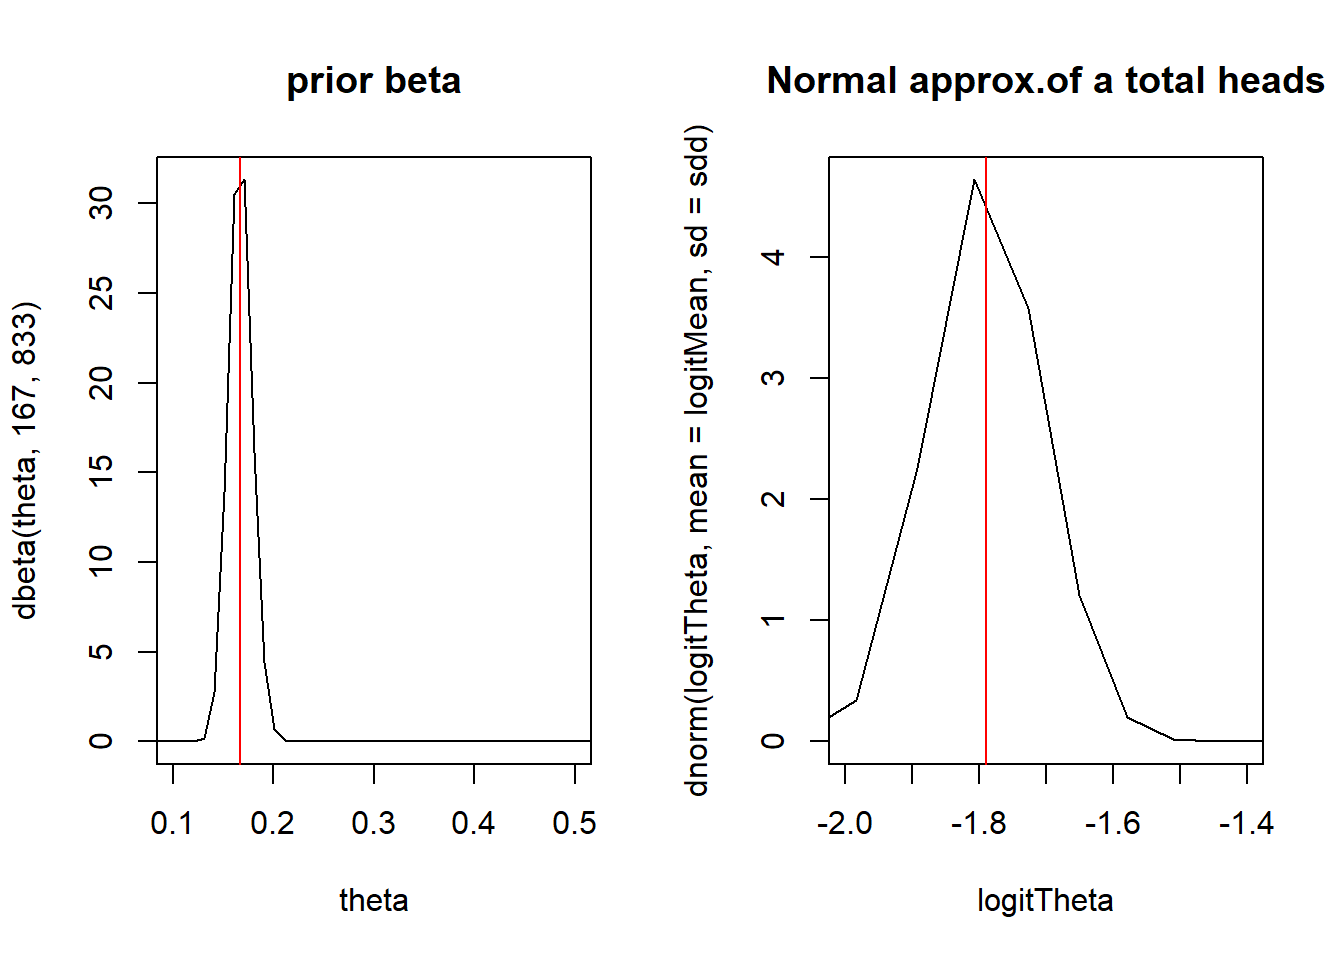 prior beta
dbeta(theta, 167, 833)
0 5 10 15 20 25 30
0.1 0.2 0.3 0.4 0.5
theta
Normal approx.of a total heads
dnorm(logitTheta, mean = logitMean, sd = sdd)
0 1 2 3 4
-2.0 -1.8 -1.6 -1.4
logitTheta